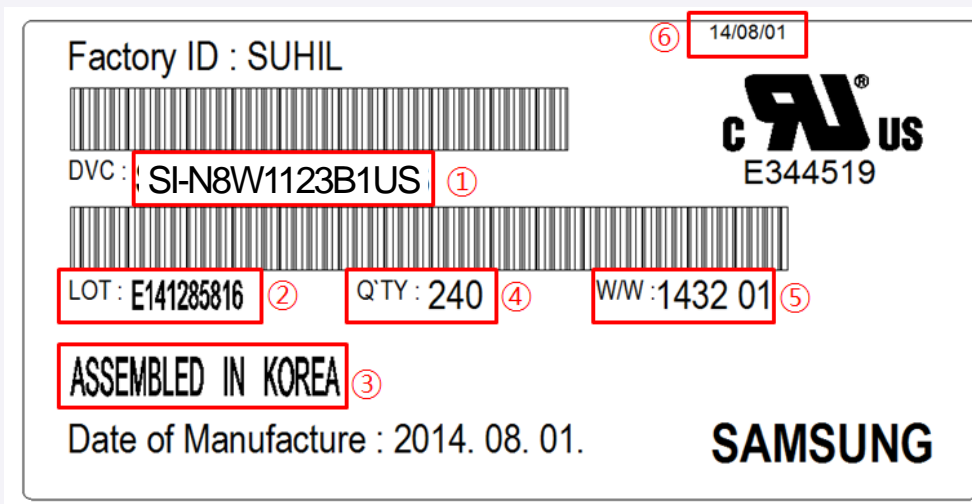 ⑥ 14/08/01
Factory ID : SUHIL
c RU ® US
E344519
DVC : SI-N8W1123B1US ①
LOT : E141285816 ② Q`TY : 240 ④ W/W : 1432 01 ⑤
ASSEMBLED IN KOREA ③
Date of Manufacture : 2014. 08. 01.
SAMSUNG